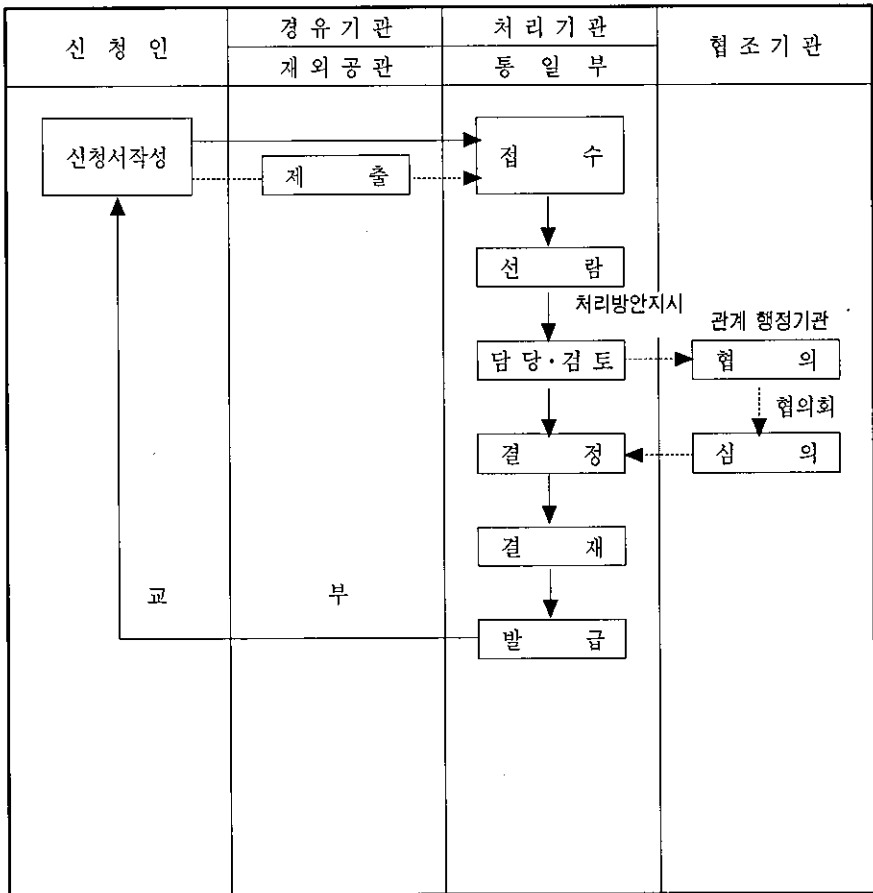 신 청 인
경 유 기 관
처 리 기 관
협 조 기 관
재 외 공 관
통 일 부
신청서작성
접 수
제 출
선 람
처리방안지시
관계 행정기관
담 당 · 검 토
협 의
협의회
결 정
심 의
결 재
교 부
발 급